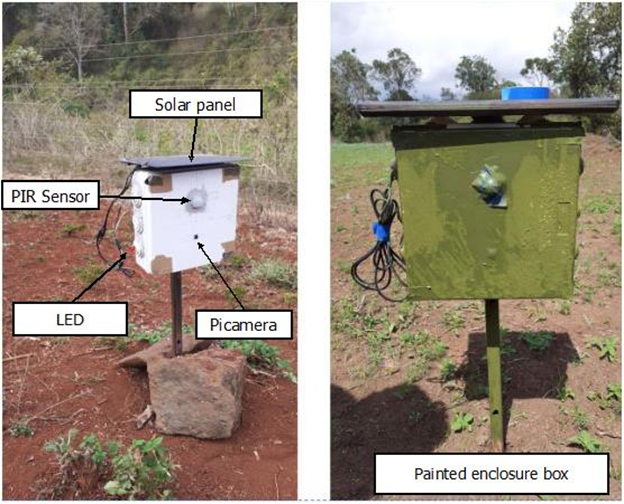 Solar panel
PIR Sensor
LED
Picamera
Painted enclosure box